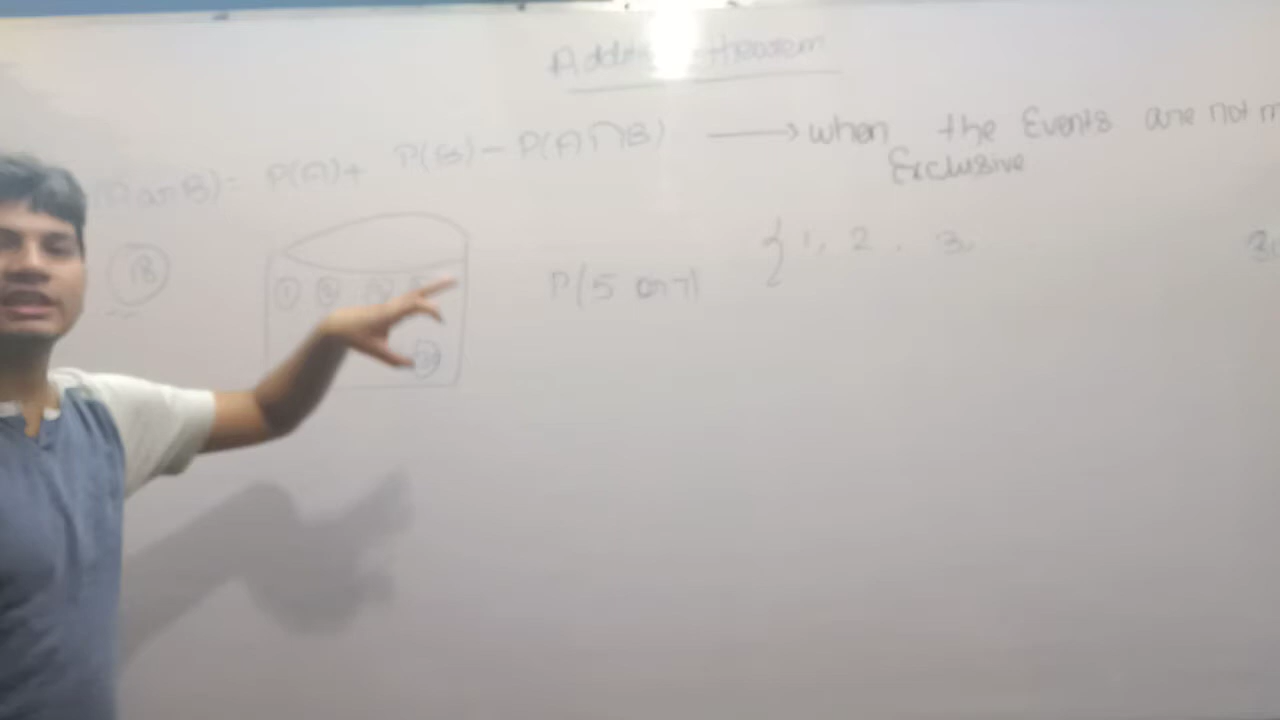 Addition Theorem
P(A or B) = P(A) + P(B) - P(A∩B) → when the Events are not m
Exclusive
{ 1, 2, 3,
P(5 or 7)